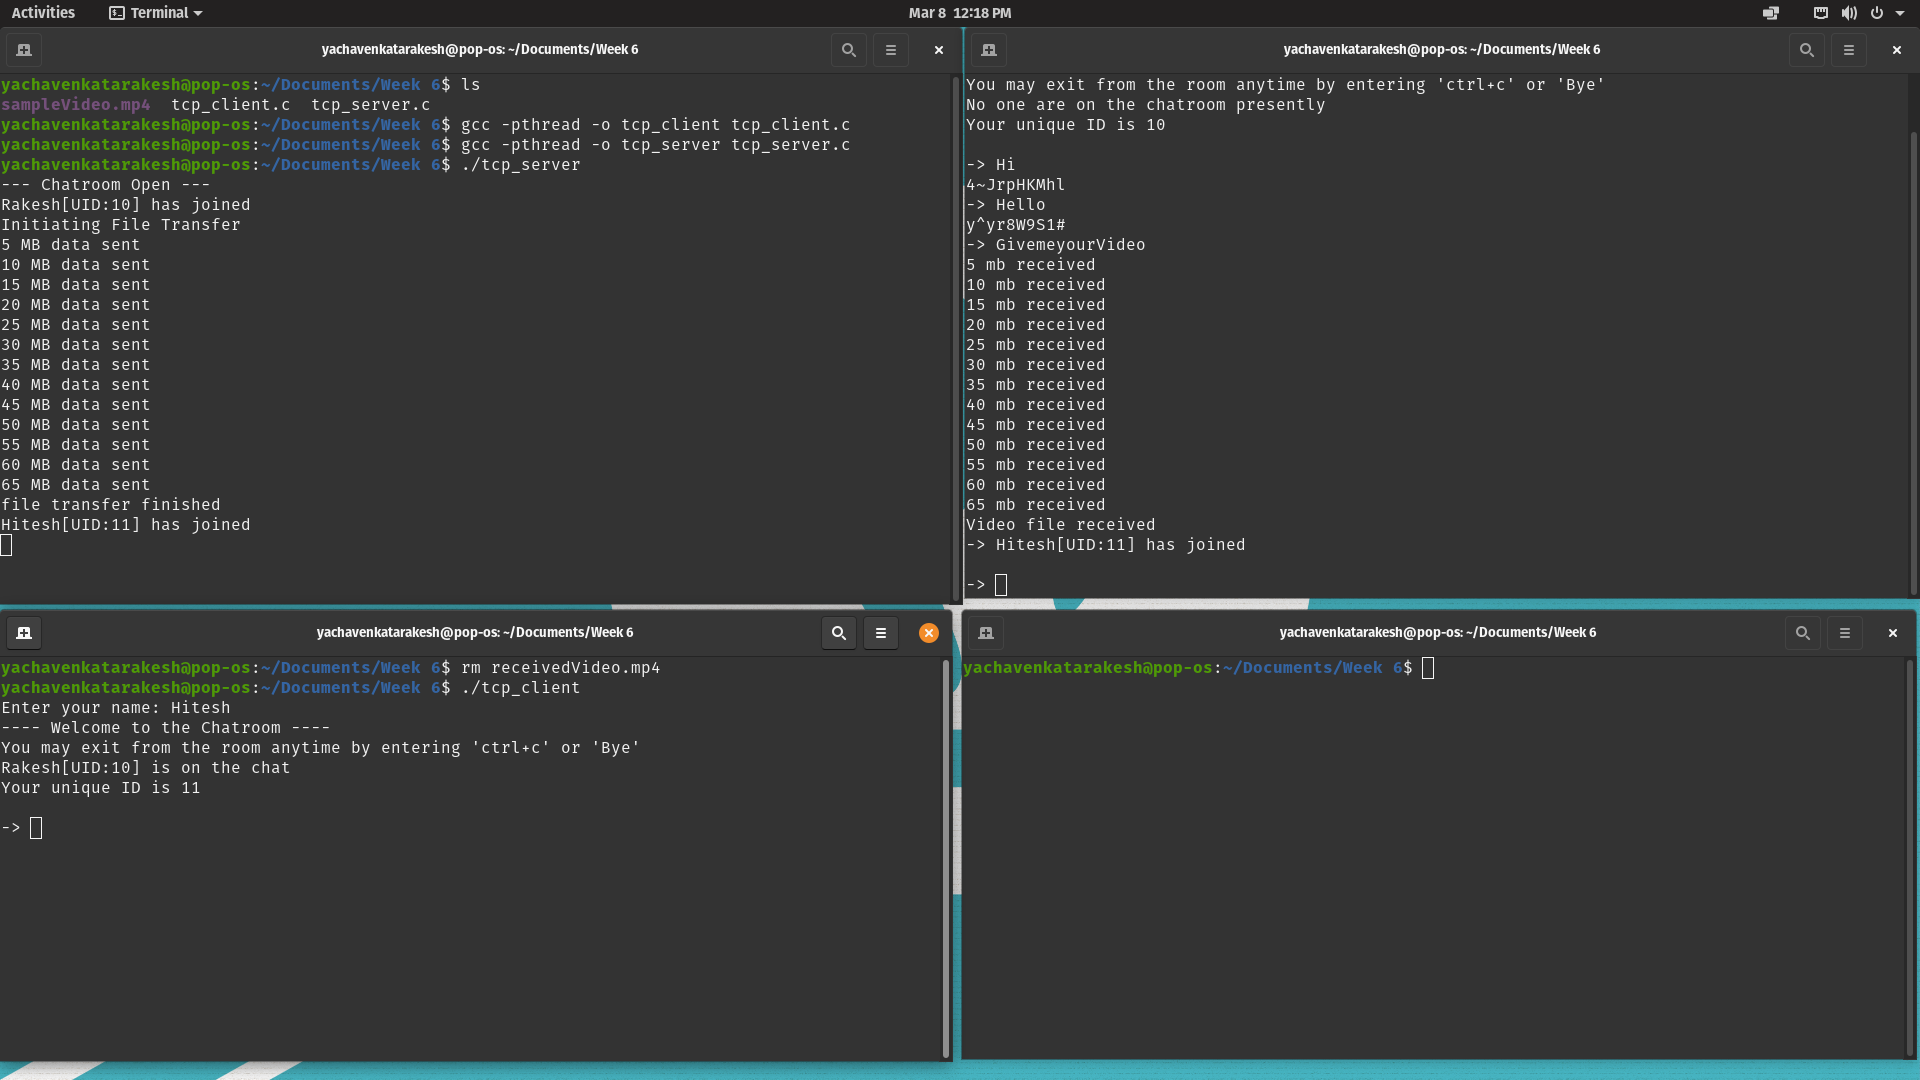 Activities Terminal Mar 8 12:18 PM
yachavenkatarakesh@pop-os: ~/Documents/Week 6
yachavenkatarakesh@pop-os:~/Documents/Week 6$ ls
sampleVideo.mp4 tcp_client.c tcp_server.c
yachavenkatarakesh@pop-os:~/Documents/Week 6$ gcc -pthread -o tcp_client tcp_client.c
yachavenkatarakesh@pop-os:~/Documents/Week 6$ gcc -pthread -o tcp_server tcp_server.c
yachavenkatarakesh@pop-os:~/Documents/Week 6$ ./tcp_server
--- Chatroom Open ---
Rakesh[UID:10] has joined
Initiating File Transfer
5 MB data sent
10 MB data sent
15 MB data sent
20 MB data sent
25 MB data sent
30 MB data sent
35 MB data sent
40 MB data sent
45 MB data sent
50 MB data sent
55 MB data sent
60 MB data sent
65 MB data sent
file transfer finished
Hitesh[UID:11] has joined
yachavenkatarakesh@pop-os: ~/Documents/Week 6
You may exit from the room anytime by entering 'ctrl+c' or 'Bye'
No one are on the chatroom presently
Your unique ID is 10
-> Hi
4~JrpHKMhl
-> Hello
y^yr8W9S1#
-> GivemeyourVideo
5 mb received
10 mb received
15 mb received
20 mb received
25 mb received
30 mb received
35 mb received
40 mb received
45 mb received
50 mb received
55 mb received
60 mb received
65 mb received
Video file received
-> Hitesh[UID:11] has joined
->
yachavenkatarakesh@pop-os: ~/Documents/Week 6
yachavenkatarakesh@pop-os:~/Documents/Week 6$ rm receivedVideo.mp4
yachavenkatarakesh@pop-os:~/Documents/Week 6$ ./tcp_client
Enter your name: Hitesh
---- Welcome to the Chatroom ----
You may exit from the room anytime by entering 'ctrl+c' or 'Bye'
Rakesh[UID:10] is on the chat
Your unique ID is 11
->
yachavenkatarakesh@pop-os: ~/Documents/Week 6
yachavenkatarakesh@pop-os:~/Documents/Week 6$